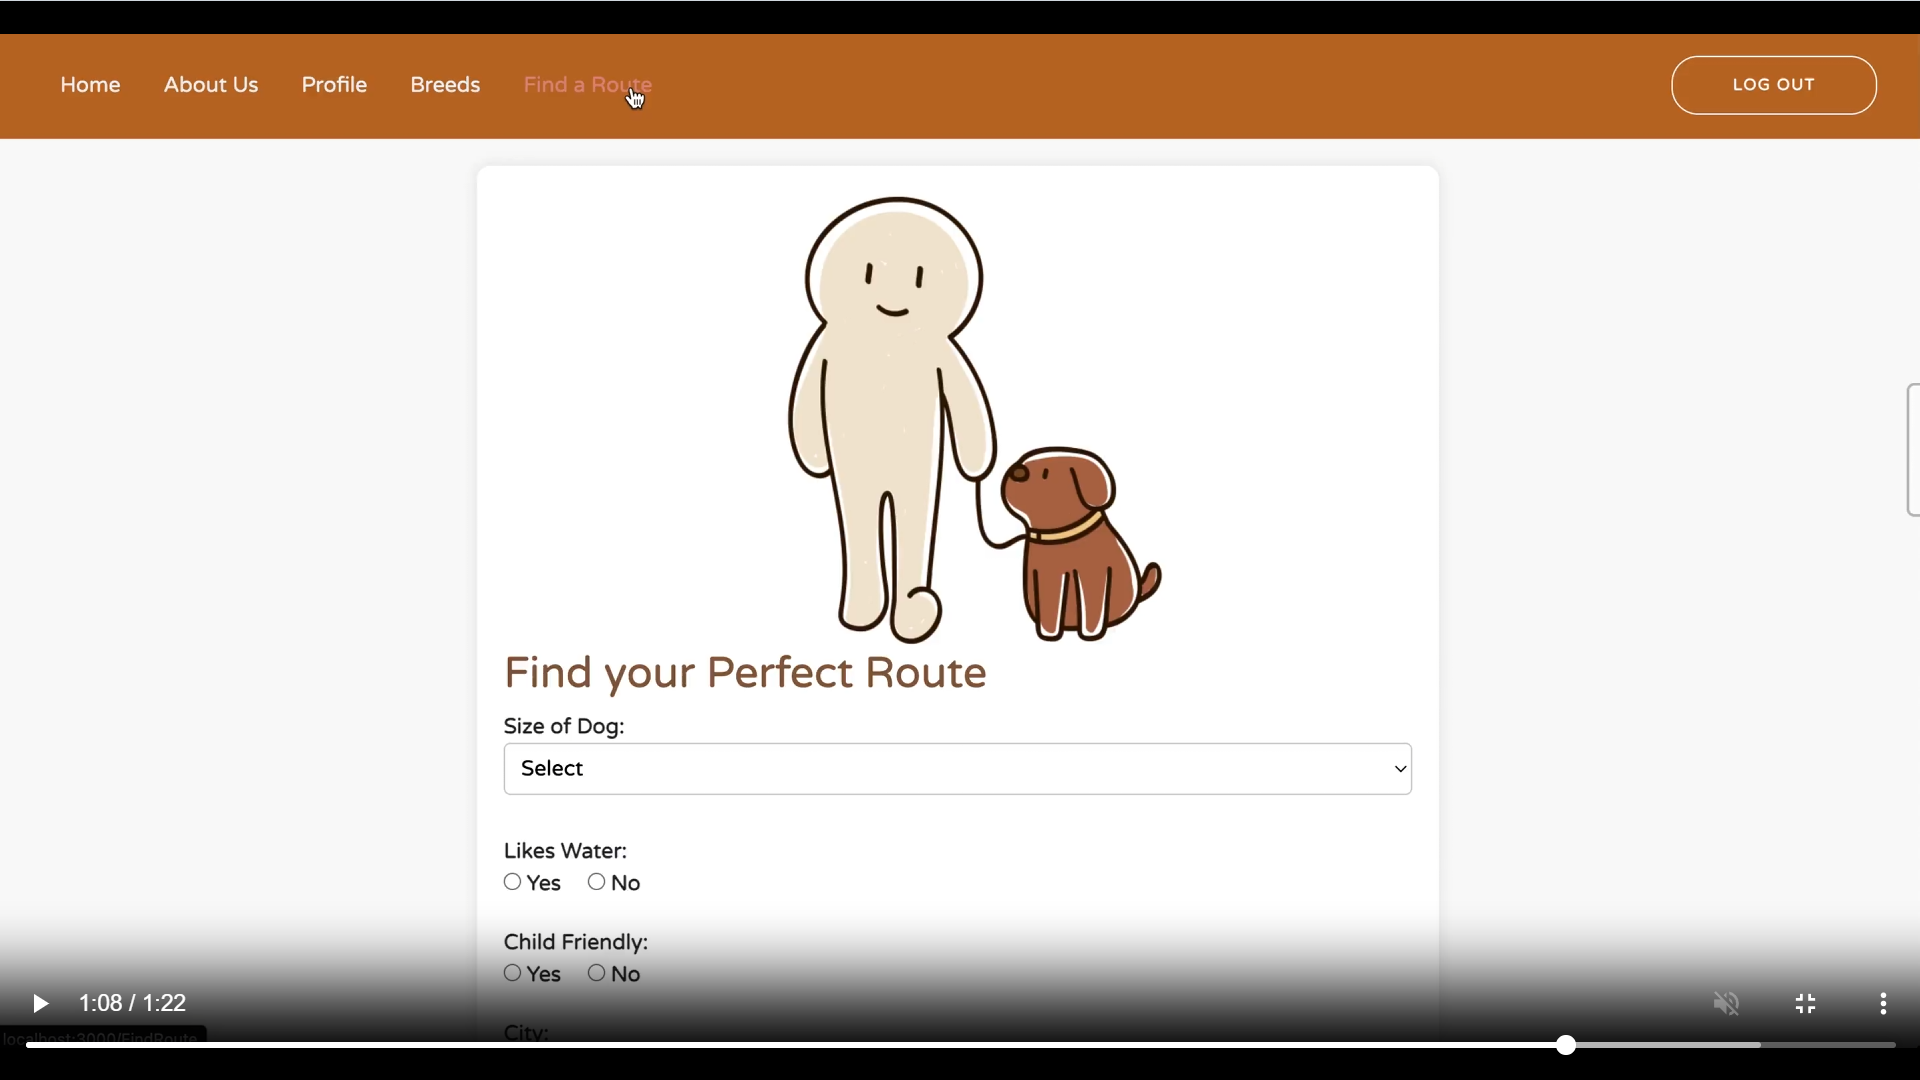 Home About Us Profile Breeds Find a Route LOG OUT
Find your Perfect Route
Size of Dog:
Select
Likes Water:
Yes No
Child Friendly:
Yes No
1:08 / 1:22
City:
localhost:3000/FindRoute